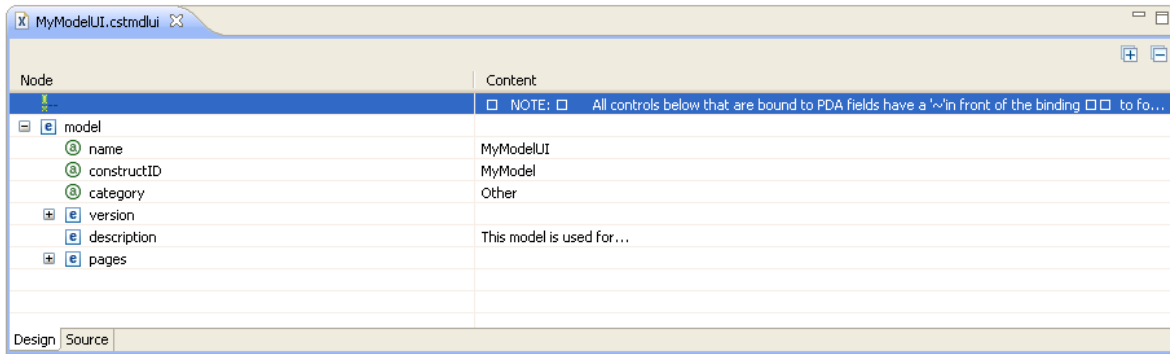 MyModelUI.cstmdlui
Node Content
NOTE: All controls below that are bound to PDA fields have a '~'in front of the binding to fo...
e model
a name MyModelUI
a constructID MyModel
a category Other
e version
e description This model is used for...
e pages
Design Source